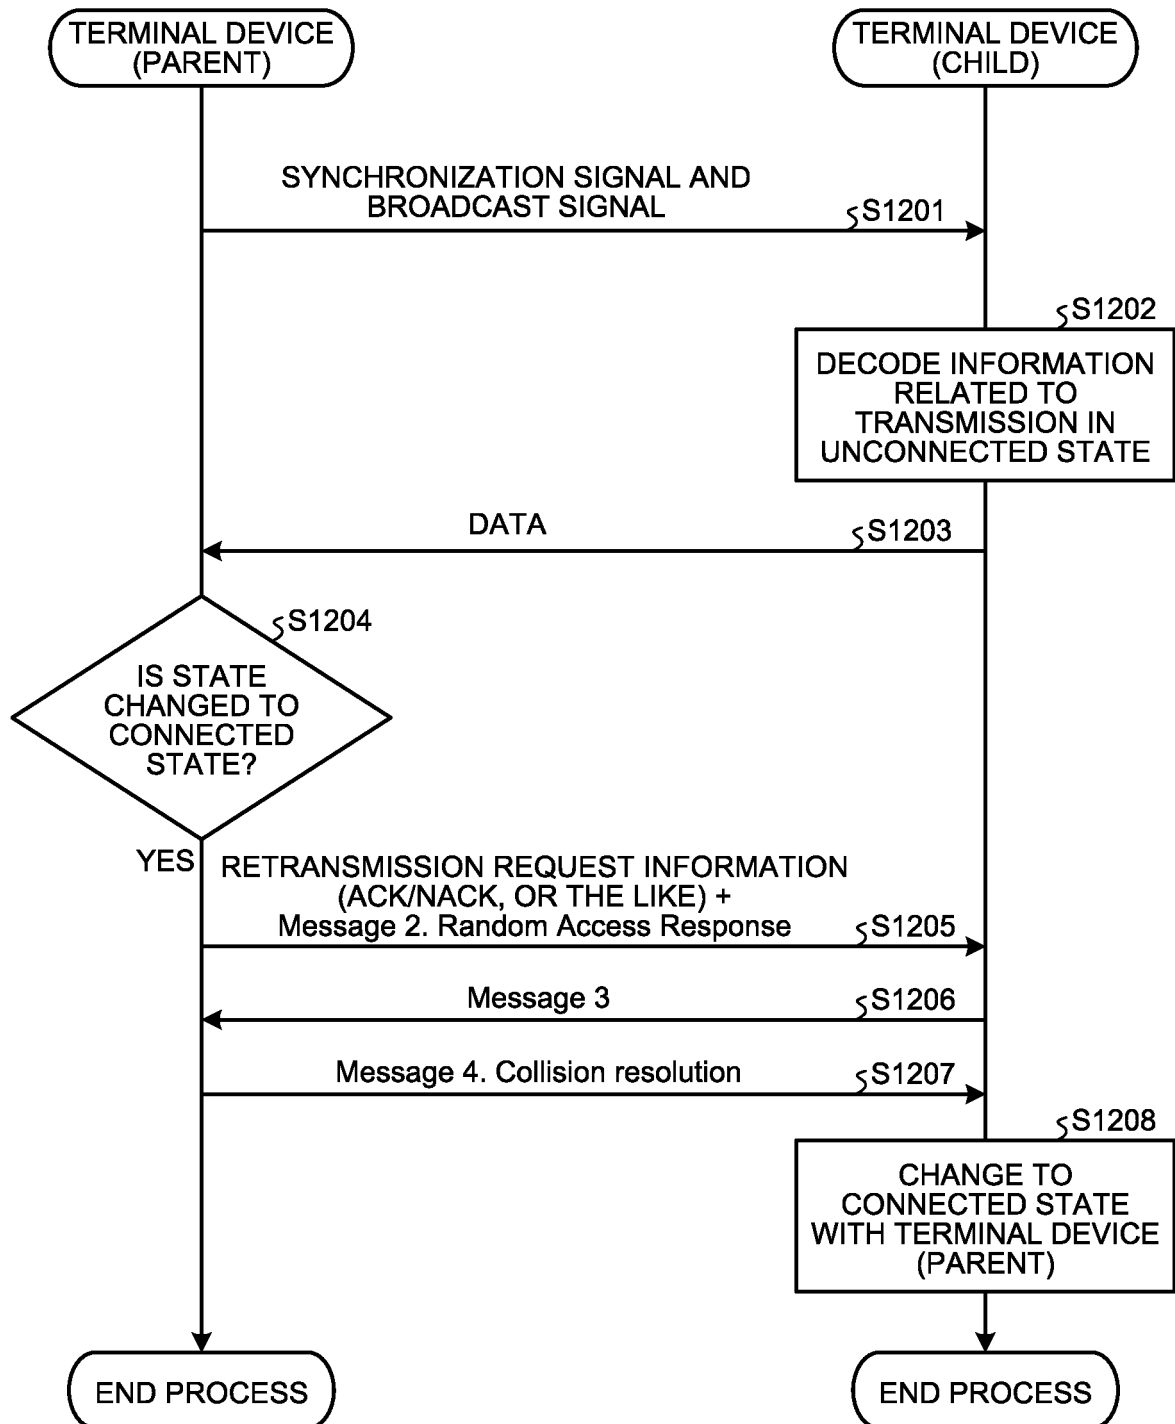 TERMINAL DEVICE
(PARENT)
TERMINAL DEVICE
(CHILD)
SYNCHRONIZATION SIGNAL AND
BROADCAST SIGNAL
S1201
S1202
DECODE INFORMATION
RELATED TO
TRANSMISSION IN
UNCONNECTED STATE
DATA
S1203
S1204
IS STATE
CHANGED TO
CONNECTED
STATE?
YES
RETRANSMISSION REQUEST INFORMATION
(ACK/NACK, OR THE LIKE) +
Message 2. Random Access Response
S1205
Message 3
S1206
Message 4. Collision resolution
S1207
S1208
CHANGE TO
CONNECTED STATE
WITH TERMINAL DEVICE
(PARENT)
END PROCESS
END PROCESS